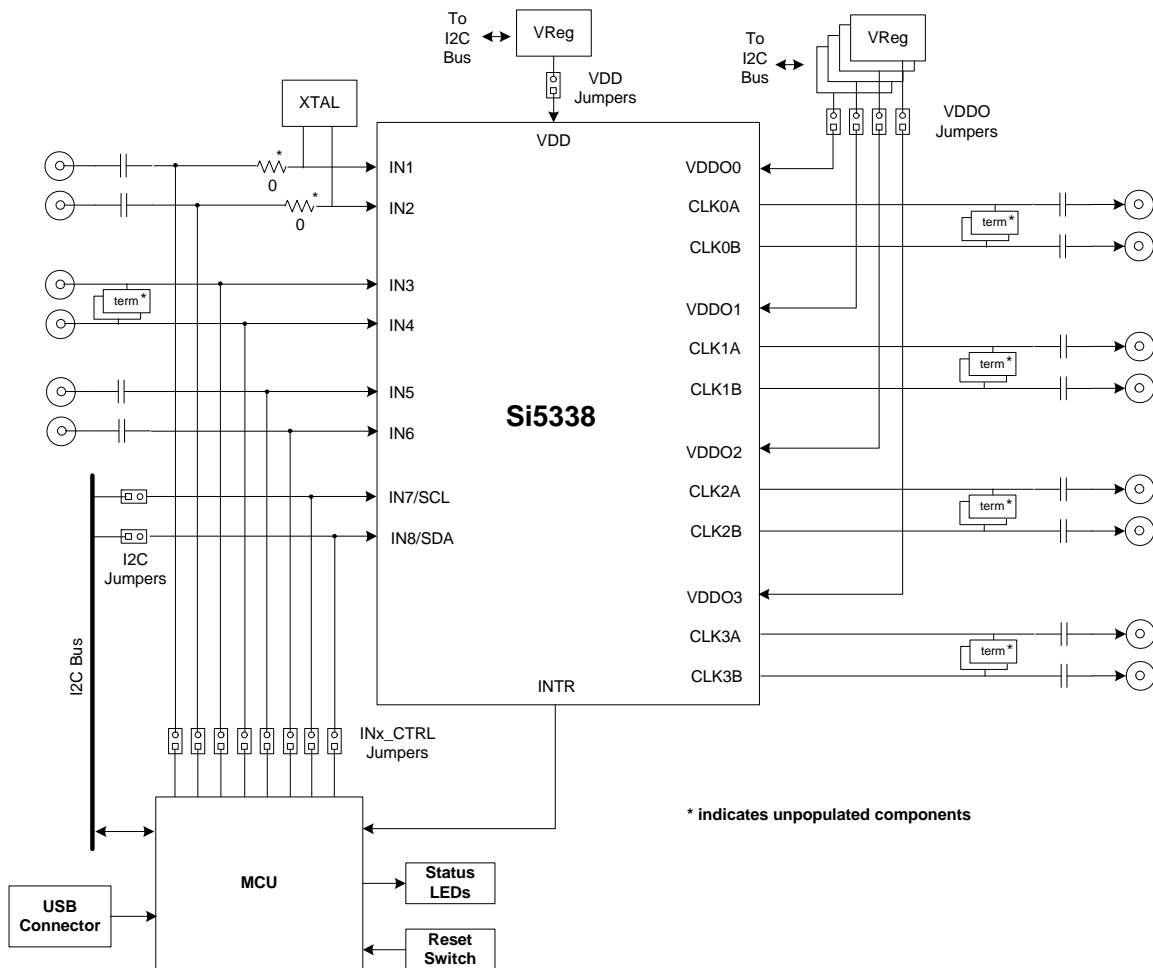 To
I2C
Bus
VReg
VDD
Jumpers
To
I2C
Bus
VReg
VDDO
Jumpers
XTAL
VDD
*
0
IN1
*
0
IN2
term *
IN3
IN4
IN5
IN6
IN7/SCL
IN8/SDA
I2C
Jumpers
I2C Bus
Si5338
VDDO0
CLK0A
term *
CLK0B
VDDO1
CLK1A
term *
CLK1B
VDDO2
CLK2A
term *
CLK2B
VDDO3
CLK3A
term *
CLK3B
INTR
INx_CTRL
Jumpers
* indicates unpopulated components
MCU
Status
LEDs
USB
Connector
Reset
Switch